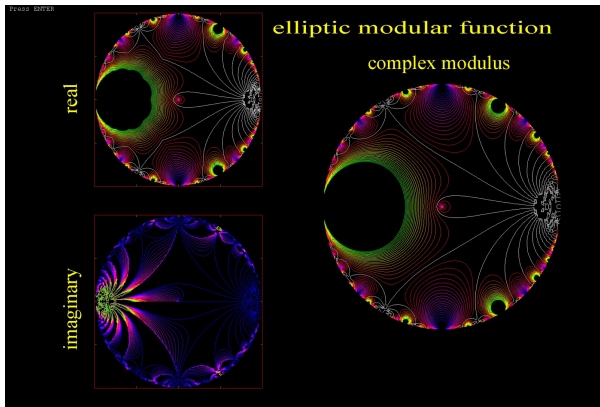 Press ENTER
elliptic modular function
complex modulus
real
imaginary